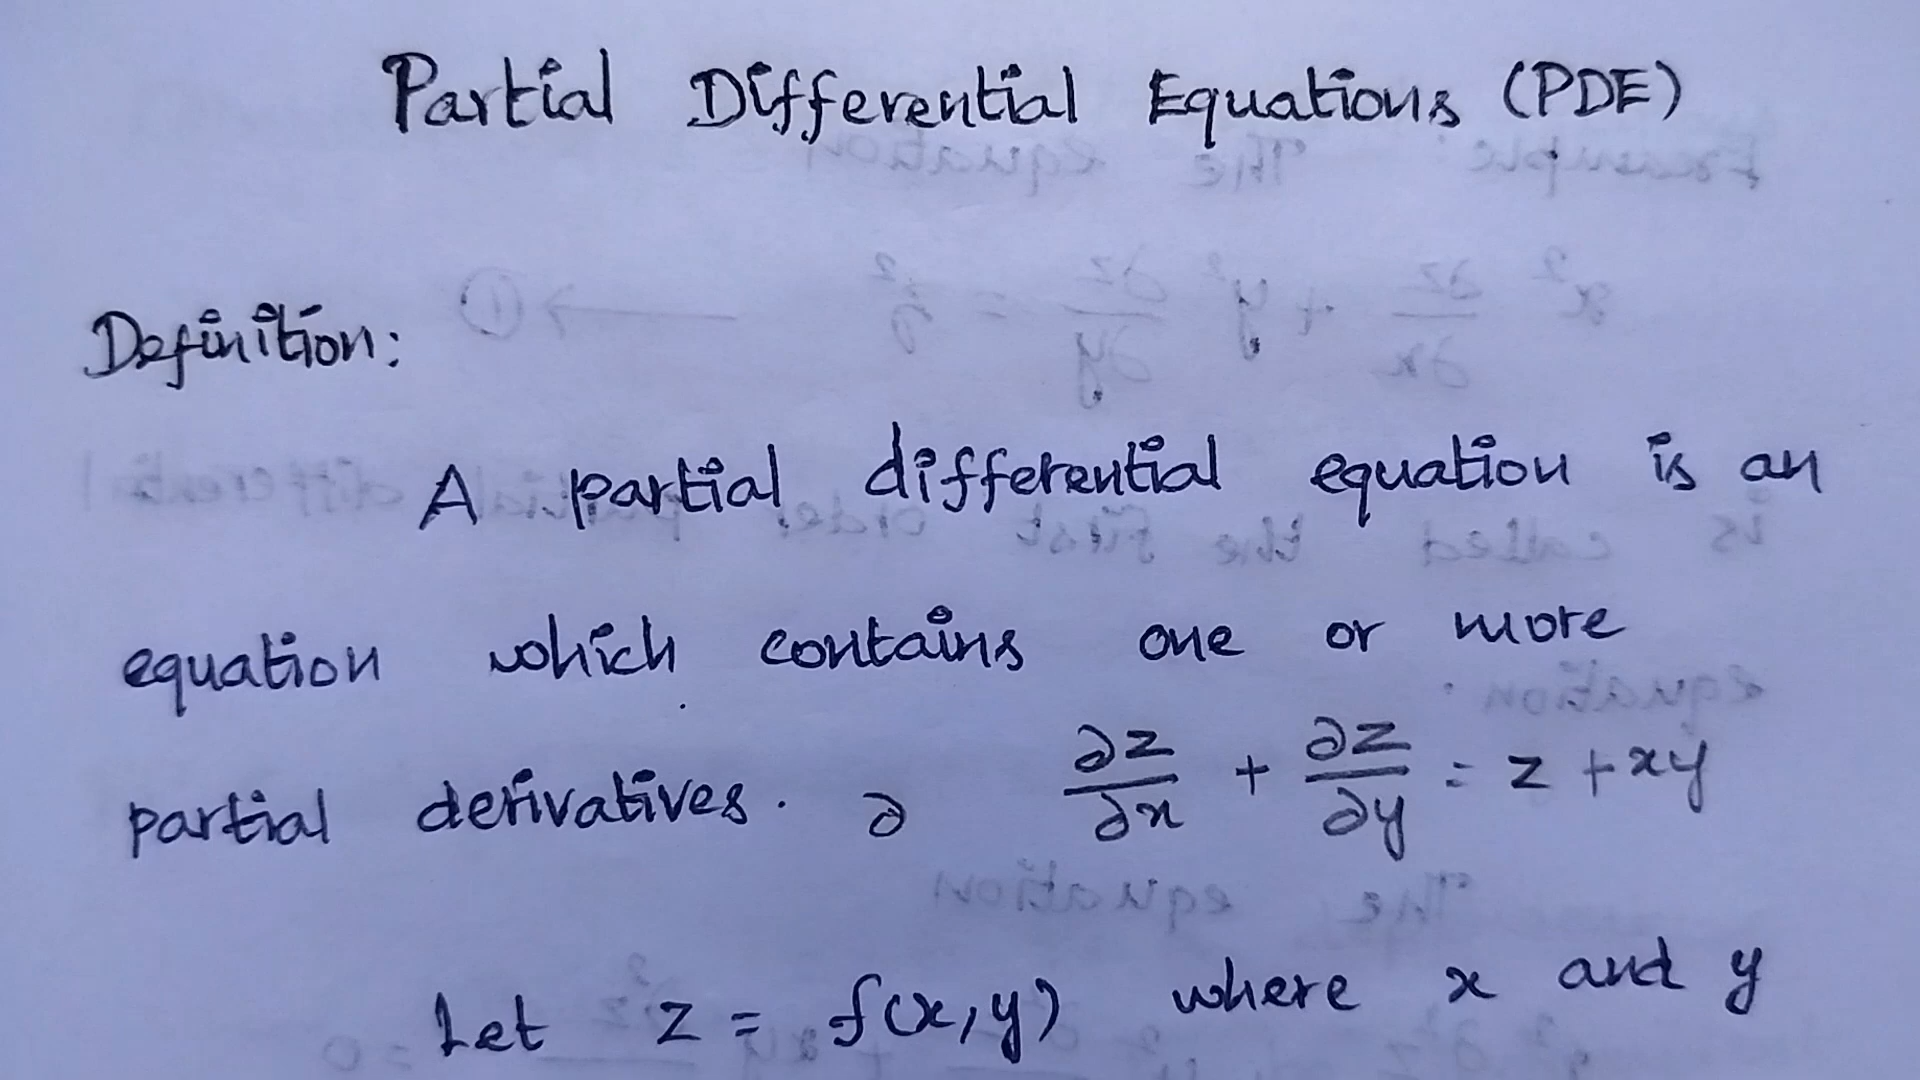 Partial Differential Equations (PDE)
Definition:
A partial differential equation is an
equation which contains one or more
partial derivatives. ∂ ∂z/∂x + ∂z/∂y = z + xy
Let z = f(x,y) where x and y